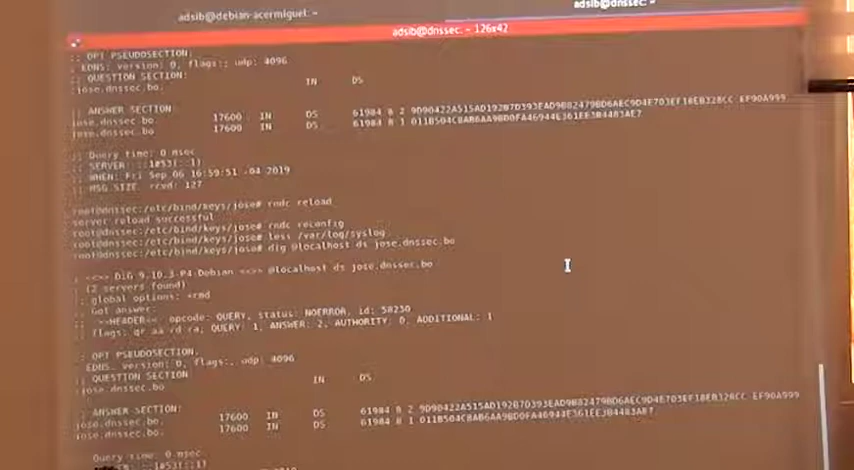 adsib@debian-acermiguel: ~
adsib@dnssec: ~
adsib@dnssec: ~ 126x42
;; OPT PSEUDOSECTION:
; EDNS: version: 0, flags:; udp: 4096
;; QUESTION SECTION:
;jose.dnssec.bo. IN DS
;; ANSWER SECTION:
jose.dnssec.bo. 17600 IN DS 61984 8 2
jose.dnssec.bo. 17600 IN DS 61984 8 1
;; Query time: 0 msec
;; SERVER: ::1#53(::1)
;; WHEN: Fri Sep 06 16:59:51 -04 2019
;; MSG SIZE rcvd: 127
root@dnssec:/etc/bind/keys/jose# rndc reload
server reload successful
root@dnssec:/etc/bind/keys/jose# rndc reconfig
root@dnssec:/etc/bind/keys/jose# less /var/log/syslog
root@dnssec:/etc/bind/keys/jose# dig @localhost ds jose.dnssec.bo
; <<>> DiG 9.10.3-P4-Debian <<>> @localhost ds jose.dnssec.bo
; (2 servers found)
;; global options: +cmd
;; Got answer:
;; ->>HEADER<<- opcode: QUERY, status: NOERROR, id: 58250
;; flags: qr aa rd ra; QUERY: 1, ANSWER: 2, AUTHORITY: 0, ADDITIONAL: 1
;; OPT PSEUDOSECTION:
; EDNS: version: 0, flags:; udp: 4096
;; QUESTION SECTION:
;jose.dnssec.bo. IN DS
;; ANSWER SECTION:
jose.dnssec.bo. 17600 IN DS 61984 8 2
jose.dnssec.bo. 17600 IN DS 61984 8 1
;; Query time: 0 msec